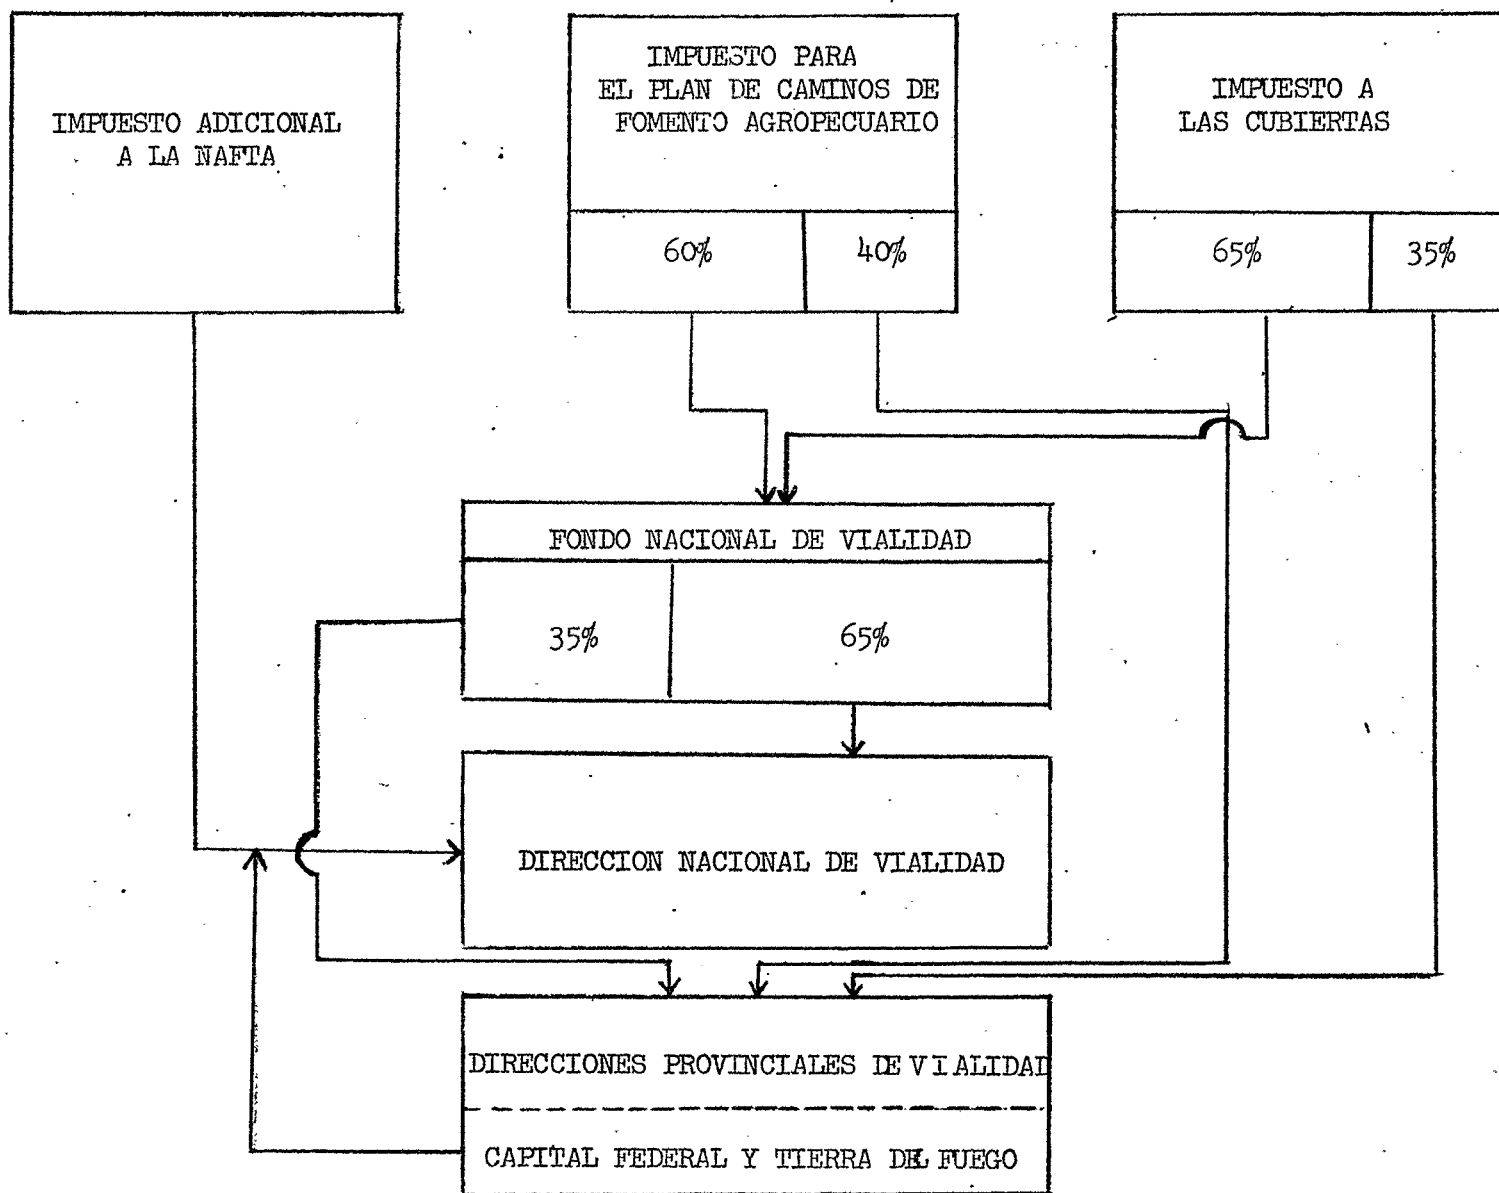 IMPUESTO ADICIONAL
A LA NAFTA
IMPUESTO PARA
EL PLAN DE CAMINOS DE
FOMENTO AGROPECUARIO
60%
40%
IMPUESTO A
LAS CUBIERTAS
65%
35%
FONDO NACIONAL DE VIALIDAD
35%
65%
DIRECCION NACIONAL DE VIALIDAD
DIRECCIONES PROVINCIALES DE VIALIDAD
CAPITAL FEDERAL Y TIERRA DEL FUEGO